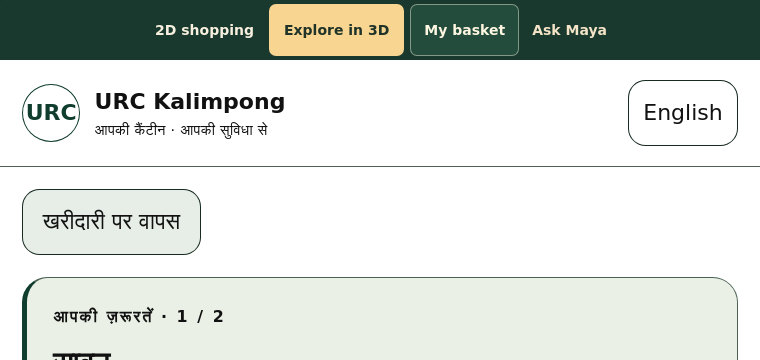 2D shopping Explore in 3D My basket Ask Maya
URC
URC Kalimpong
आपकी कैंटीन · आपकी सुविधा से
English
खरीदारी पर वापस
आपकी ज़रूरतें · 1 / 2